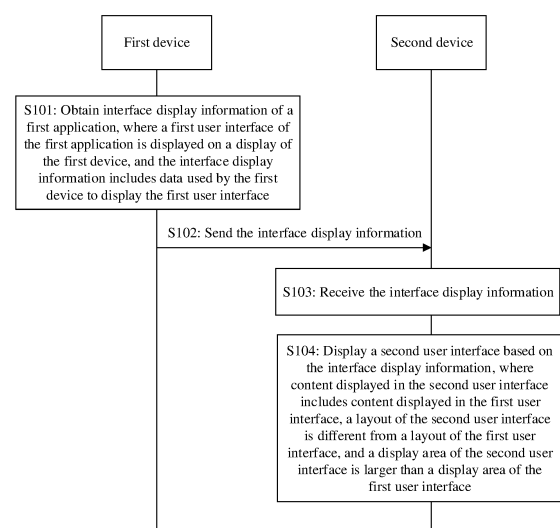 First device
Second device
S101: Obtain interface display information of a
first application, where a first user interface of
the first application is displayed on a display of
the first device, and the interface display
information includes data used by the first
device to display the first user interface
S102: Send the interface display information
S103: Receive the interface display information
S104: Display a second user interface based on
the interface display information, where
content displayed in the second user interface
includes content displayed in the first user
interface, a layout of the second user interface
is different from a layout of the first user
interface, and a display area of the second user
interface is larger than a display area of the
first user interface